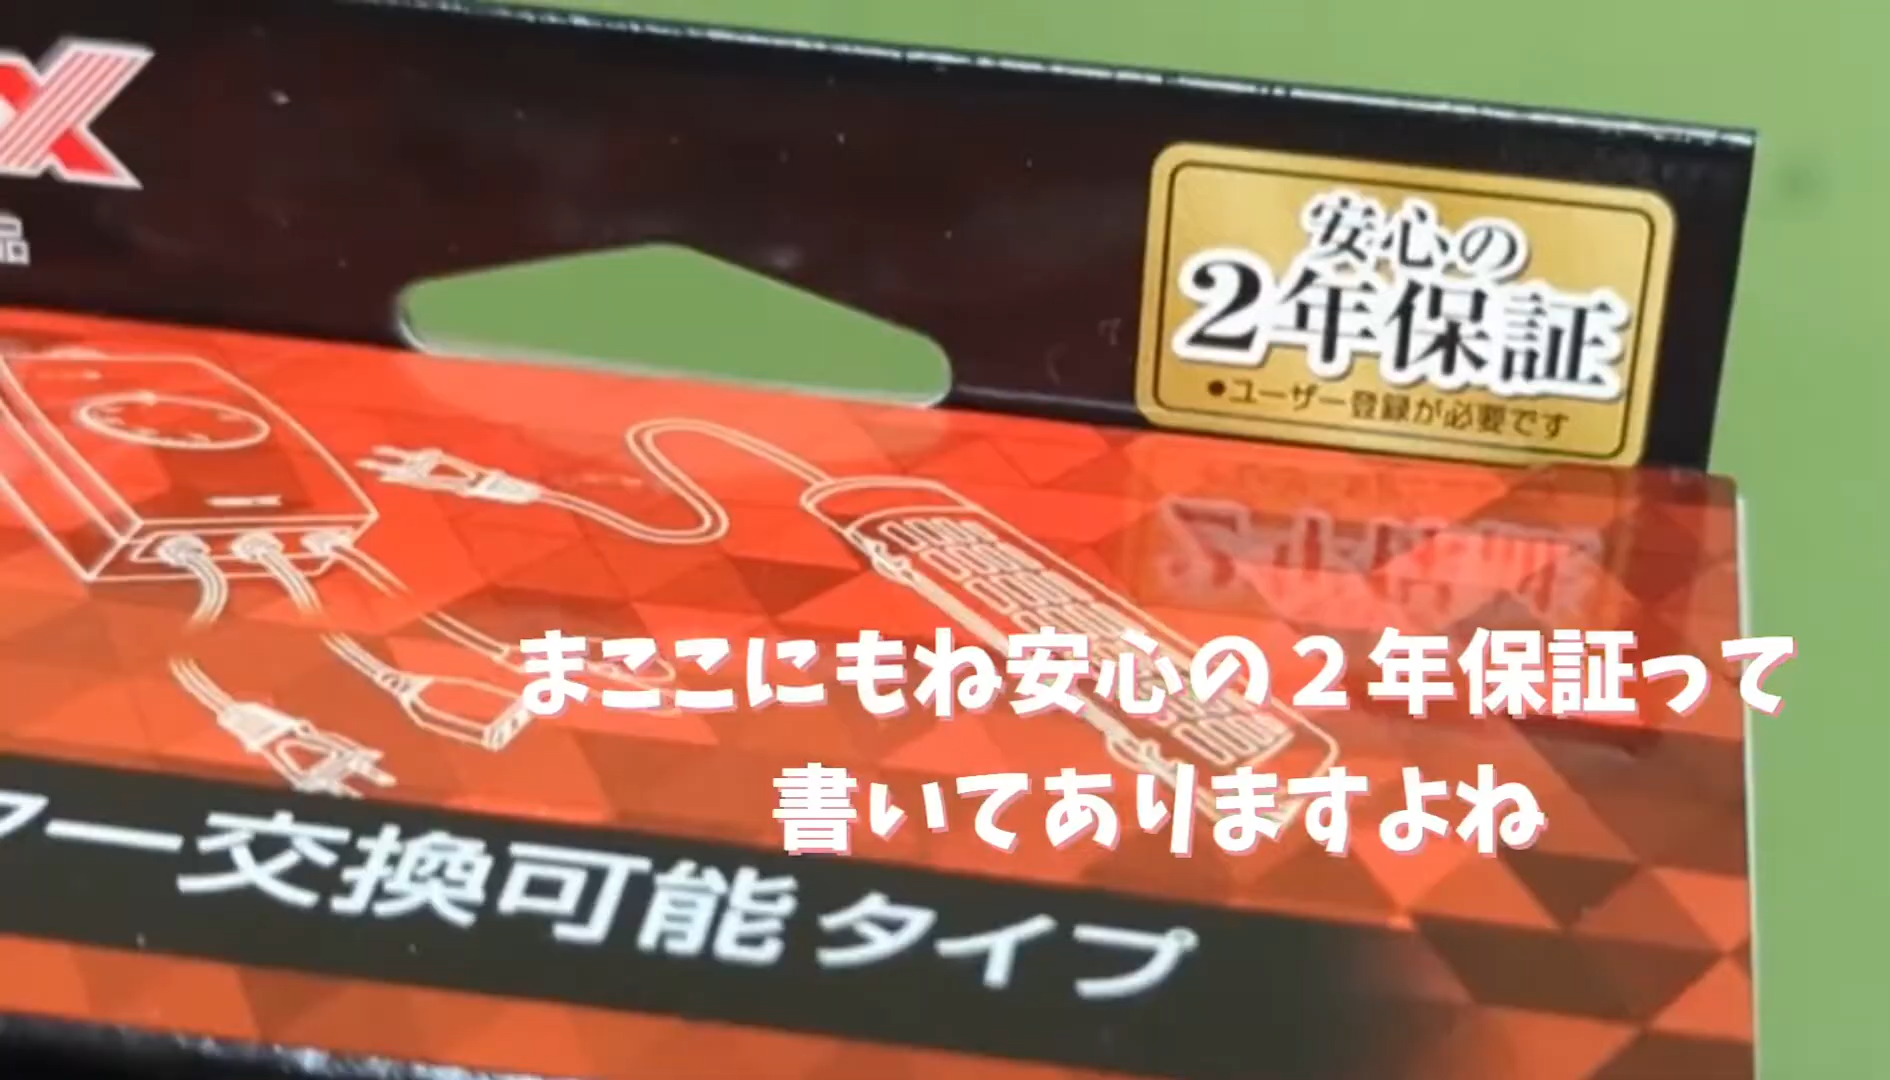 X
品
安心の
2年保証
●ユーザー登録が必要です
まここにもね安心の２年保証って
書いてありますよね
ー交換可能タイプ